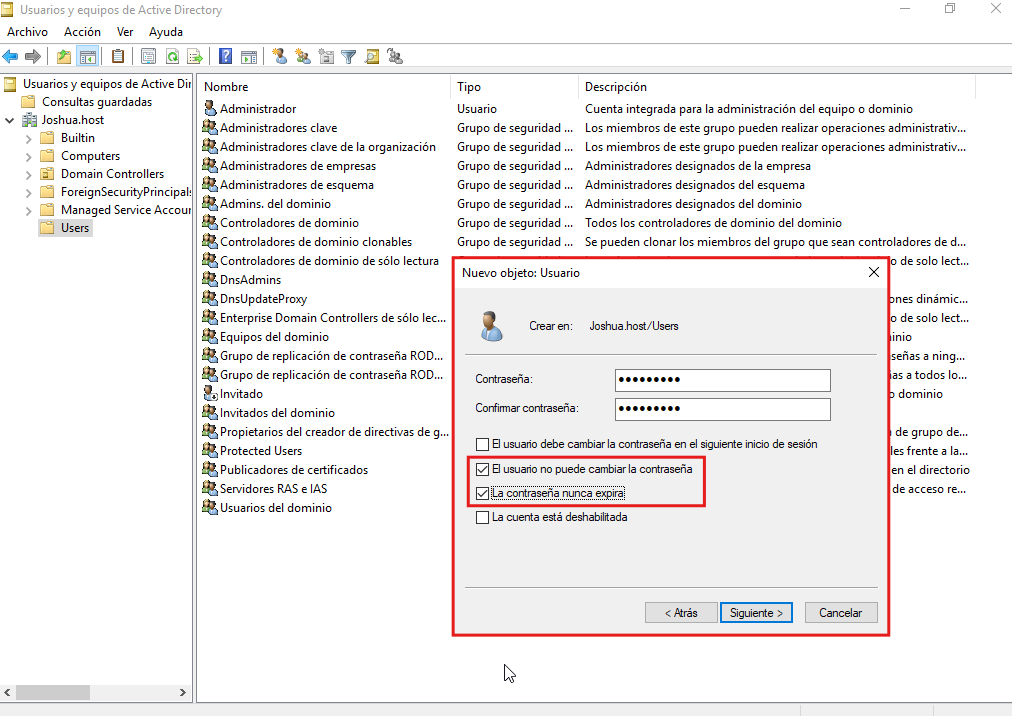 Usuarios y equipos de Active Directory
Archivo Acción Ver Ayuda
Usuarios y equipos de Active Dir
Consultas guardadas
Joshua.host
Builtin
Computers
Domain Controllers
ForeignSecurityPrincipals
Managed Service Accour
Users
Nombre Tipo Descripción
Administrador Usuario Cuenta integrada para la administración del equipo o dominio
Administradores clave Grupo de seguridad ... Los miembros de este grupo pueden realizar operaciones administrativ...
Administradores clave de la organización Grupo de seguridad ... Los miembros de este grupo pueden realizar operaciones administrativ...
Administradores de empresas Grupo de seguridad ... Administradores designados de la empresa
Administradores de esquema Grupo de seguridad ... Administradores designados del esquema
Admins. del dominio Grupo de seguridad ... Administradores designados del dominio
Controladores de dominio Grupo de seguridad ... Todos los controladores de dominio del dominio
Controladores de dominio clonables Grupo de seguridad ... Se pueden clonar los miembros del grupo que sean controladores de d...
Controladores de dominio de sólo lectura o de solo lect...
DnsAdmins
DnsUpdateProxy ones dinámic...
Enterprise Domain Controllers de sólo lec... o de solo lect...
Equipos del dominio inio
Grupo de replicación de contraseña ROD... señas a ning...
Grupo de replicación de contraseña ROD... as a todos lo...
Invitado o dominio
Invitados del dominio
Propietarios del creador de directivas de g... de grupo de...
Protected Users les frente a la...
Publicadores de certificados en el directorio
Servidores RAS e IAS de acceso re...
Usuarios del dominio
Nuevo objeto: Usuario
Crear en: Joshua.host/Users
Contraseña: •••••••••
Confirmar contraseña: •••••••••
El usuario debe cambiar la contraseña en el siguiente inicio de sesión
El usuario no puede cambiar la contraseña
La contraseña nunca expira
La cuenta está deshabilitada
< Atrás Siguiente > Cancelar